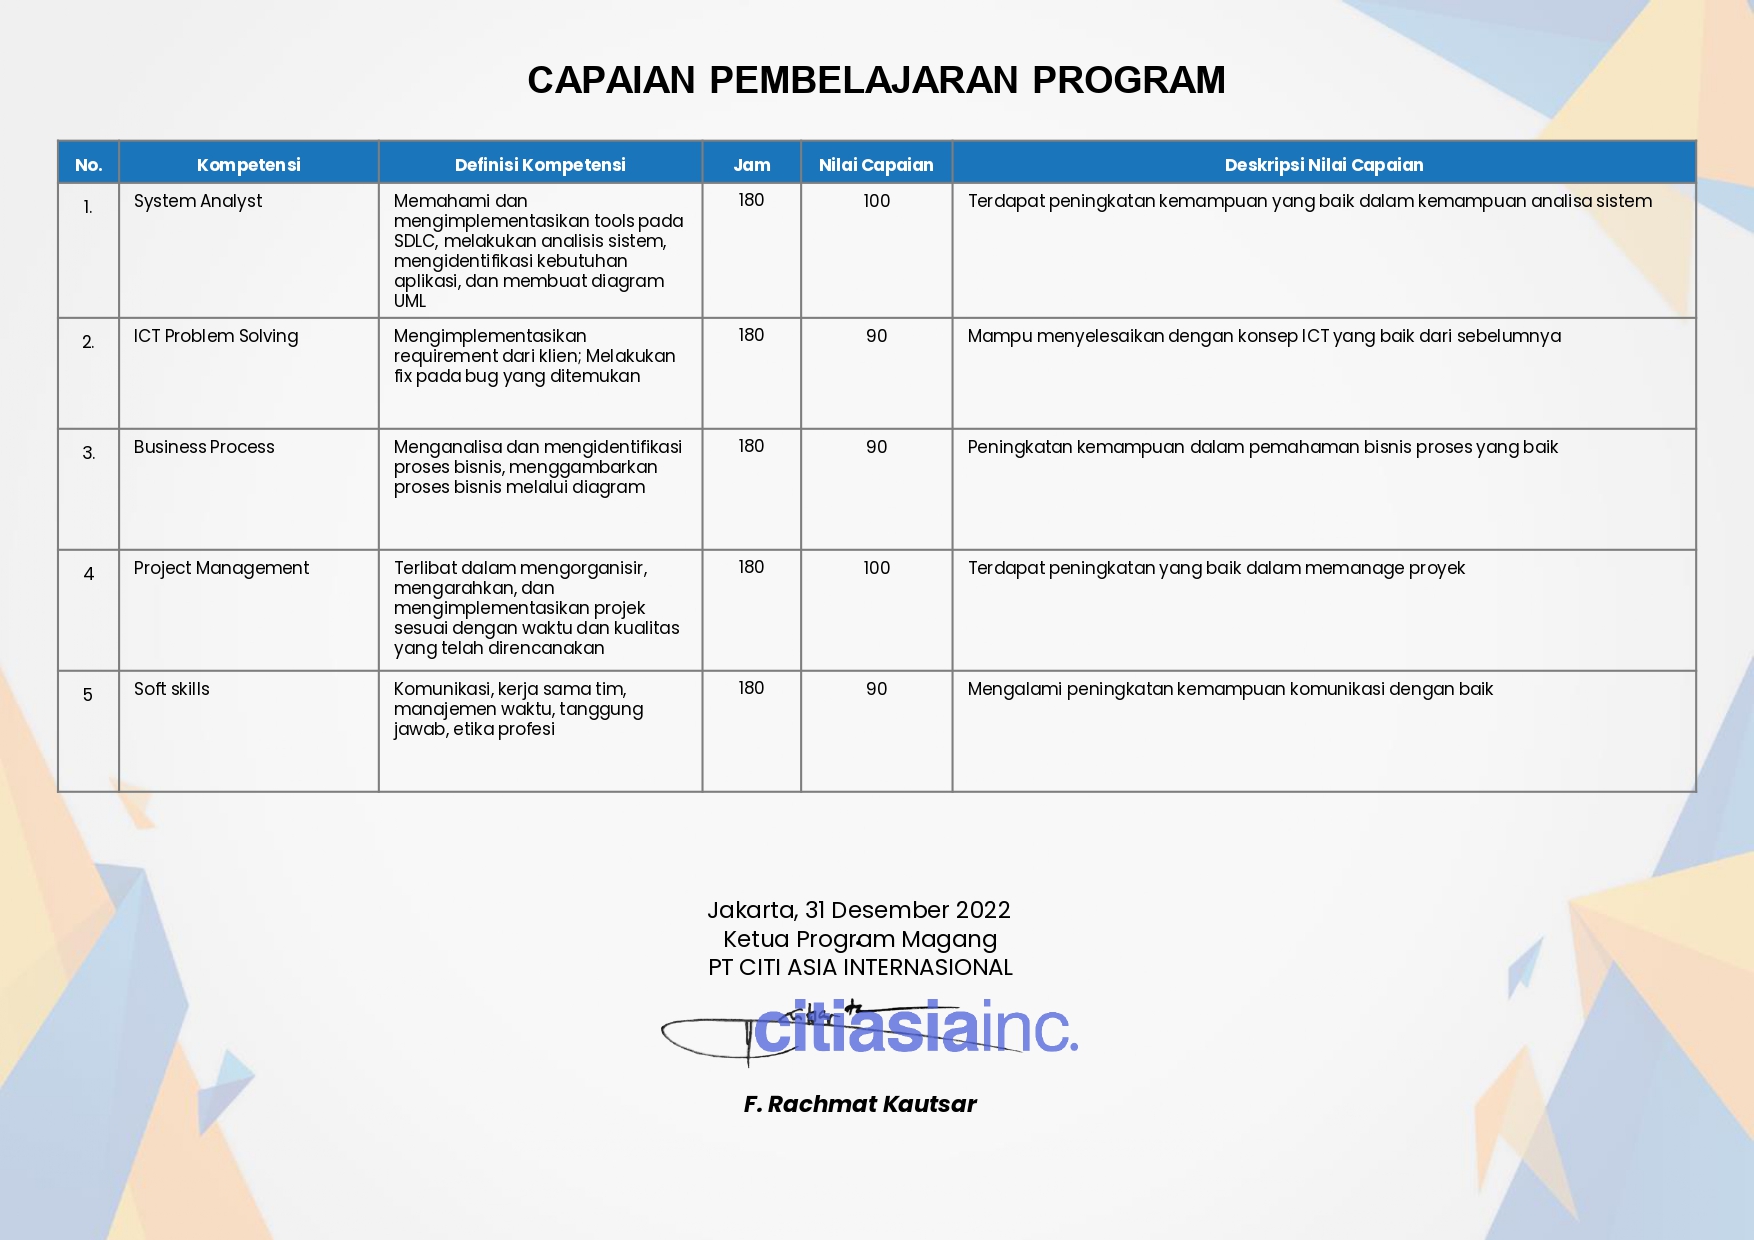 CAPAIAN PEMBELAJARAN PROGRAM
No. Kompetensi Definisi Kompetensi Jam Nilai Capaian Deskripsi Nilai Capaian
1. System Analyst Memahami dan 180 100 Terdapat peningkatan kemampuan yang baik dalam kemampuan analisa sistem
mengimplementasikan tools pada
SDLC, melakukan analisis sistem,
mengidentifikasi kebutuhan
aplikasi, dan membuat diagram
UML
2. ICT Problem Solving Mengimplementasikan 180 90 Mampu menyelesaikan dengan konsep ICT yang baik dari sebelumnya
requirement dari klien; Melakukan
fix pada bug yang ditemukan
3. Business Process Menganalisa dan mengidentifikasi 180 90 Peningkatan kemampuan dalam pemahaman bisnis proses yang baik
proses bisnis, menggambarkan
proses bisnis melalui diagram
4 Project Management Terlibat dalam mengorganisir, 180 100 Terdapat peningkatan yang baik dalam memanage proyek
mengarahkan, dan
mengimplementasikan projek
sesuai dengan waktu dan kualitas
yang telah direncanakan
5 Soft skills Komunikasi, kerja sama tim, 180 90 Mengalami peningkatan kemampuan komunikasi dengan baik
manajemen waktu, tanggung
jawab, etika profesi
Jakarta, 31 Desember 2022
Ketua Program Magang
PT CITI ASIA INTERNASIONAL
citiasiainc.
F. Rachmat Kautsar